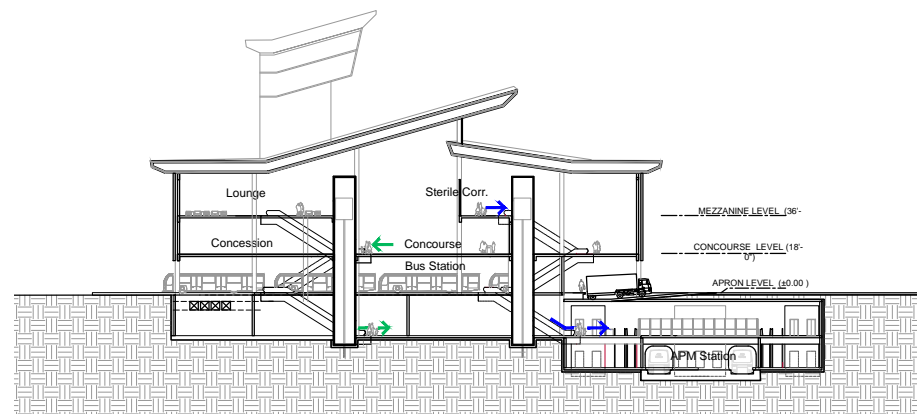 Lounge
Sterile Corr.
MEZZANINE LEVEL (36'-
Concession
Concourse
CONCOURSE LEVEL (18'-
0")
Bus Station
APRON LEVEL (±0.00 )
APM Station